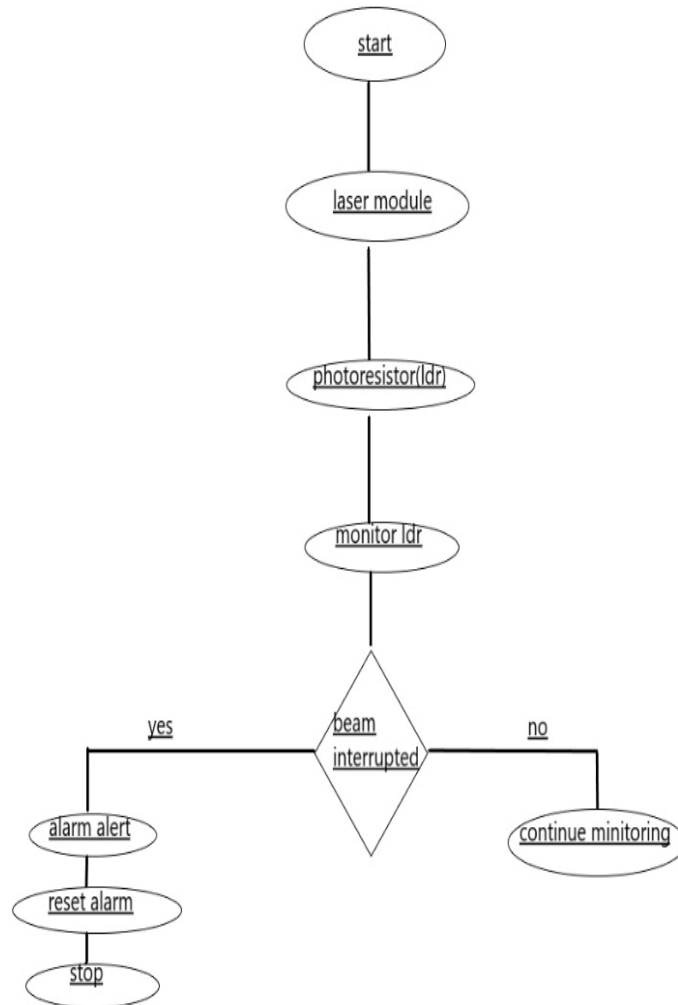 start
laser module
photoresistor(ldr)
monitor ldr
beam
interrupted
yes
no
alarm alert
continue minitoring
reset alarm
stop